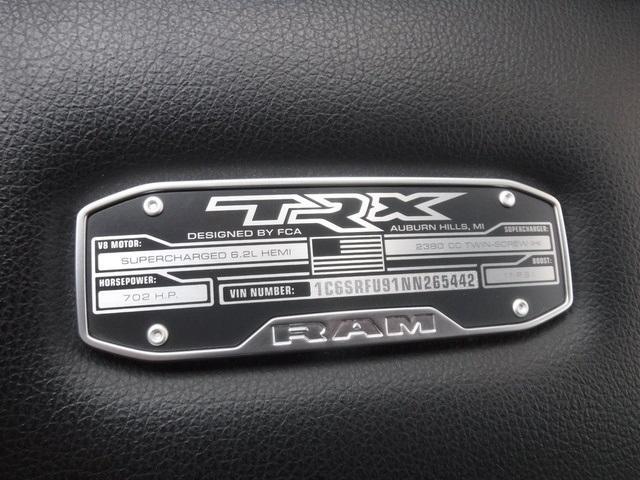 TRX
DESIGNED BY FCA AUBURN HILLS, MI
V8 MOTOR: SUPERCHARGER:
SUPERCHARGED 6.2L HEMI 2380 CC TWIN-SCREW
HORSEPOWER: BOOST:
702 H.P. VIN NUMBER: 1C6SRFU91NN265442
RAM